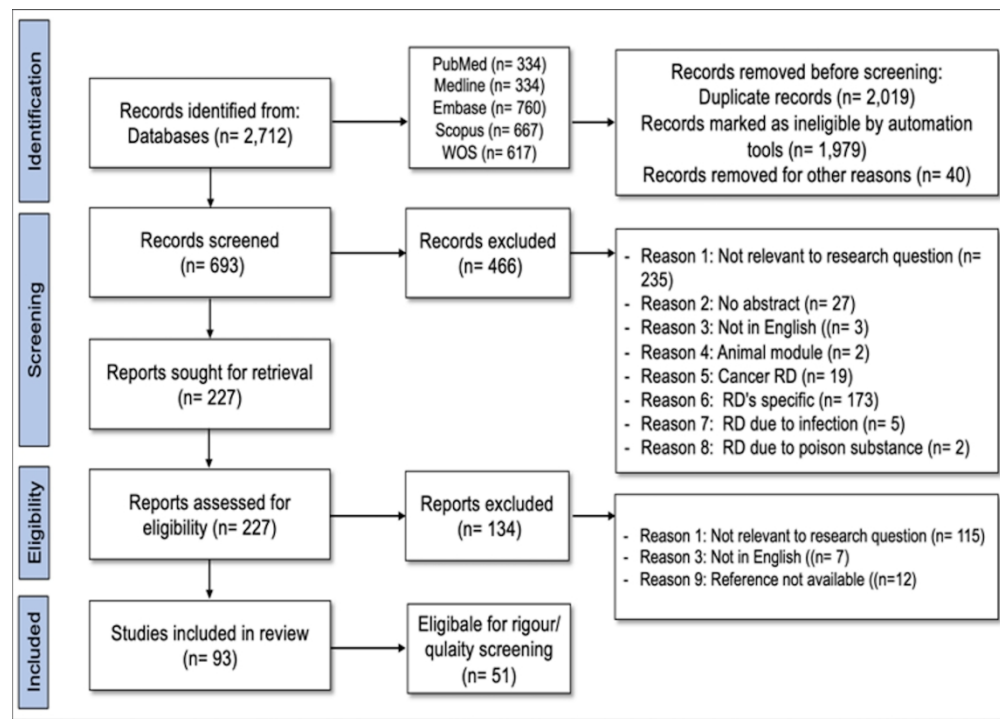 Identification
Records identified from:
Databases (n= 2,712)
PubMed (n= 334)
Medline (n= 334)
Embase (n= 760)
Scopus (n= 667)
WOS (n= 617)
Records removed before screening:
Duplicate records (n= 2,019)
Records marked as ineligible by automation
tools (n= 1,979)
Records removed for other reasons (n= 40)
Screening
Records screened
(n= 693)
Records excluded
(n= 466)
- Reason 1: Not relevant to research question (n=
235)
- Reason 2: No abstract (n= 27)
- Reason 3: Not in English ((n= 3)
- Reason 4: Animal module (n= 2)
- Reason 5: Cancer RD (n= 19)
- Reason 6: RD's specific (n= 173)
- Reason 7: RD due to infection (n= 5)
- Reason 8: RD due to poison substance (n= 2)
Reports sought for retrieval
(n= 227)
Eligibility
Reports assessed for
eligibility (n= 227)
Reports excluded
(n= 134)
- Reason 1: Not relevant to research question (n= 115)
- Reason 3: Not in English ((n= 7)
- Reason 9: Reference not available ((n=12)
Included
Studies included in review
(n= 93)
Eligibale for rigour/
qulaity screening
(n= 51)